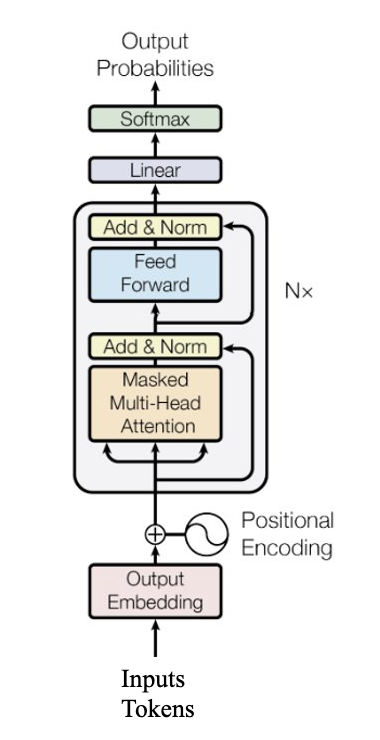 Output
Probabilities
Softmax
Linear
Add & Norm
Feed
Forward
N×
Add & Norm
Masked
Multi-Head
Attention
Positional
Encoding
Output
Embedding
Inputs
Tokens